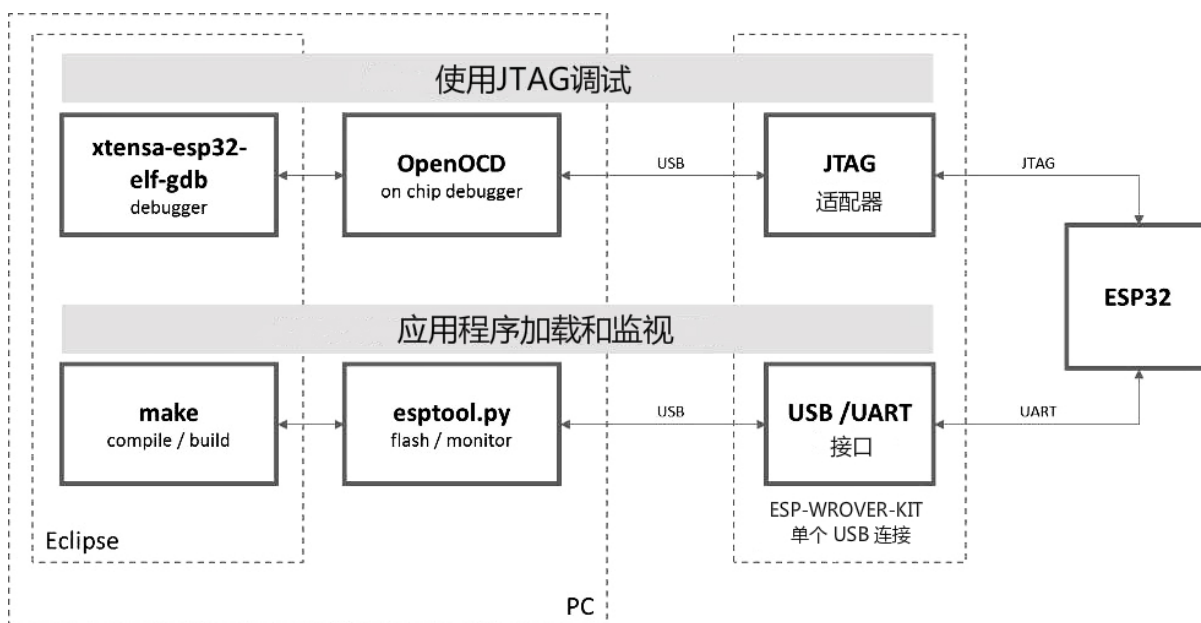 使用JTAG调试
xtensa-esp32-
elf-gdb
debugger
OpenOCD
on chip debugger
USB
JTAG
适配器
JTAG
ESP32
应用程序加载和监视
make
compile / build
esptool.py
flash / monitor
USB
USB /UART
接口
UART
ESP-WROVER-KIT
单个 USB 连接
Eclipse
PC